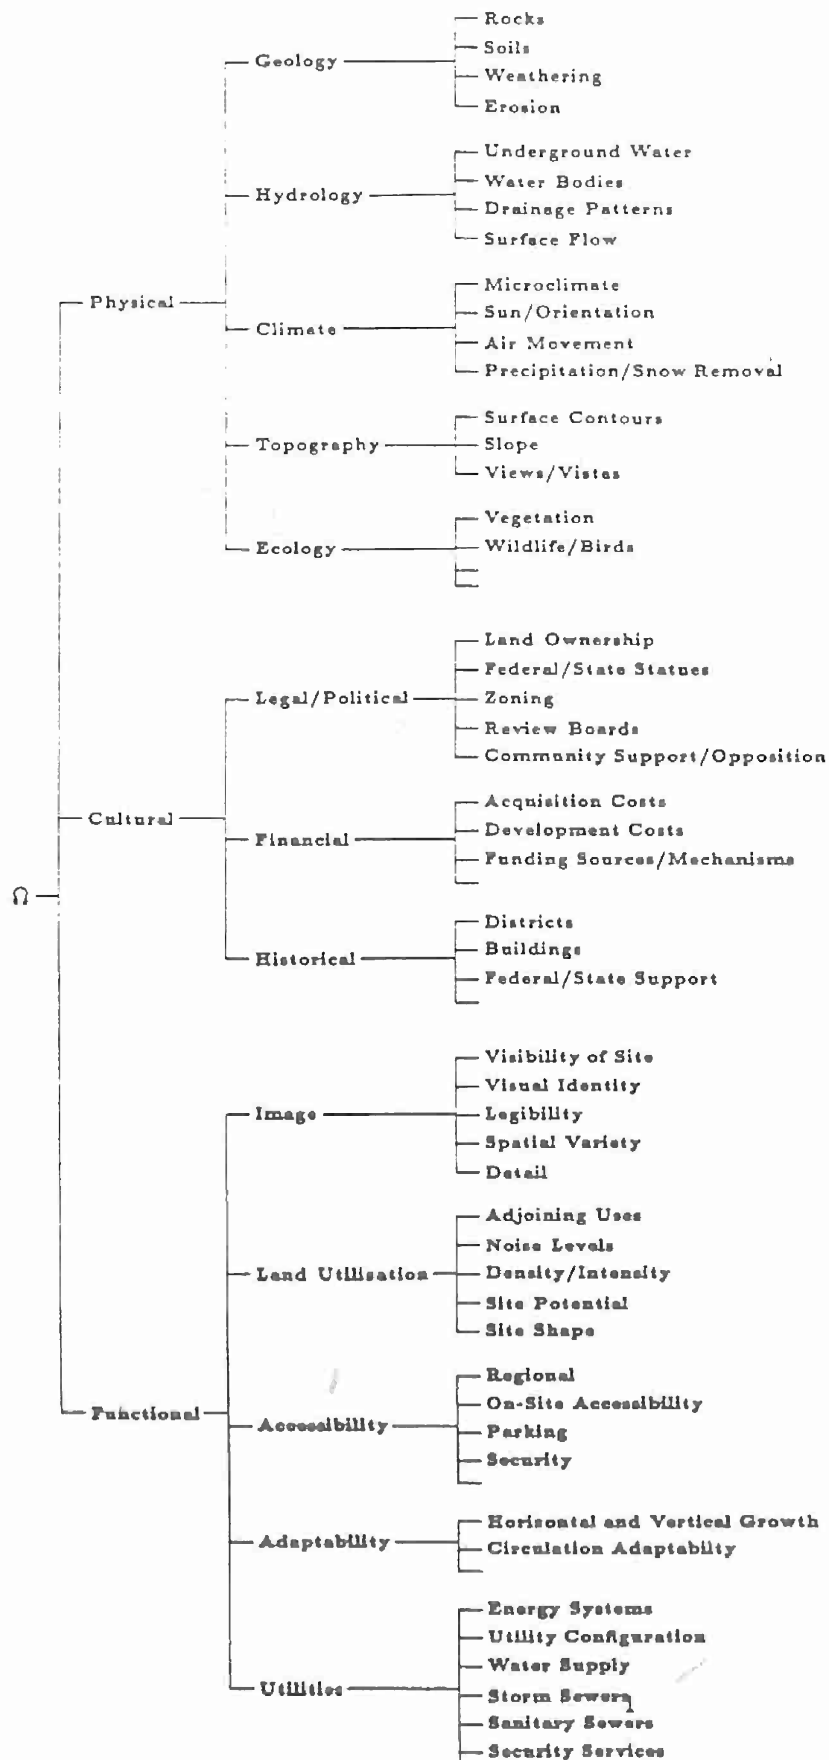 Rocks
Geology
Soils
Weathering
Erosion
Underground Water
Hydrology
Water Bodies
Drainage Patterns
Surface Flow
Physical
Microclimate
Climate
Sun/Orientation
Air Movement
Precipitation/Snow Removal
Surface Contours
Topography
Slope
Views/Vistas
Vegetation
Ecology
Wildlife/Birds
Land Ownership
Federal/State Statues
Legal/Political
Zoning
Review Boards
Community Support/Opposition
Cultural
Acquisition Costs
Development Costs
Financial
Funding Sources/Mechanisms
Ω
Districts
Buildings
Historical
Federal/State Support
Visibility of Site
Visual Identity
Image
Legibility
Spatial Variety
Detail
Adjoining Uses
Noise Levels
Land Utilisation
Density/Intensity
Site Potential
Site Shape
Functional
Regional
On-Site Accessibility
Accessibility
Parking
Security
Horisontal and Vertical Growth
Adaptability
Circulation Adaptabilty
Energy Systems
Utility Configuration
Water Supply
Utilities
Storm Sewers
Sanitary Sewers
Security Services